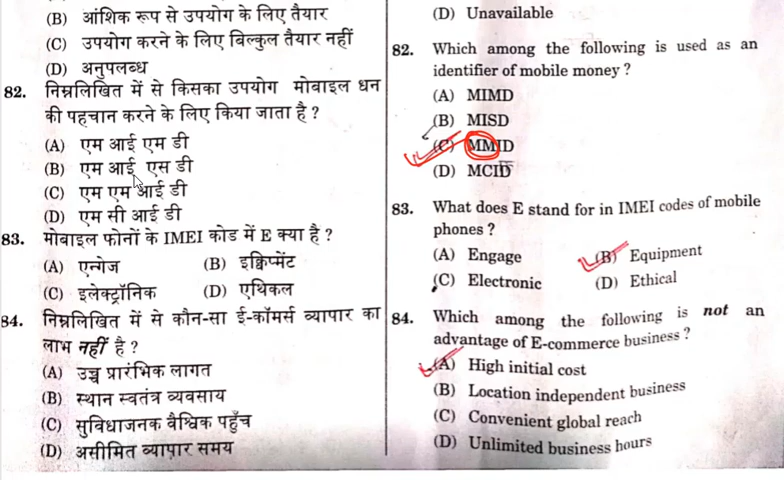 (B) आंशिक रूप से उपयोग के लिए तैयार
(C) उपयोग करने के लिए बिल्कुल तैयार नहीं
(D) अनुपलब्ध
82. निम्नलिखित में से किसका उपयोग मोबाइल धन
की पहचान करने के लिए किया जाता है ?
(A) एम आई एम डी
(B) एम आई एस डी
(C) एम एम आई डी
(D) एम सी आई डी
83. मोबाइल फोनों के IMEI कोड में E क्या है ?
(A) एन्गेज (B) इक्विप्मेंट
(C) इलेक्ट्रॉनिक (D) एथिकल
84. निम्नलिखित में से कौन-सा ई-कॉमर्स व्यापार का
लाभ नहीं है ?
(A) उच्च प्रारंभिक लागत
(B) स्थान स्वतंत्र व्यवसाय
(C) सुविधाजनक वैश्विक पहुँच
(D) असीमित व्यापार समय
(D) Unavailable
82. Which among the following is used as an
identifier of mobile money ?
(A) MIMD
(B) MISD
(C) MMID
(D) MCID
83. What does E stand for in IMEI codes of mobile
phones ?
(A) Engage (B) Equipment
(C) Electronic (D) Ethical
84. Which among the following is not an
advantage of E-commerce business ?
(A) High initial cost
(B) Location independent business
(C) Convenient global reach
(D) Unlimited business hours